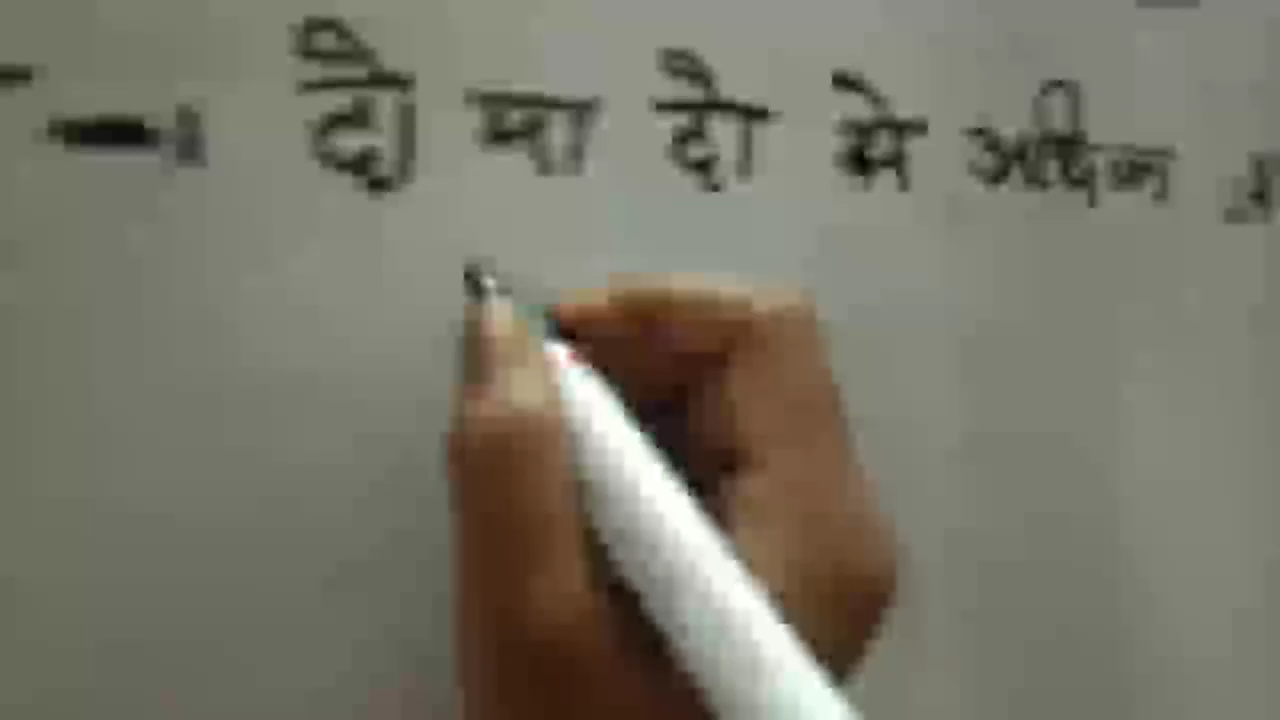 दो या दो से अधिक